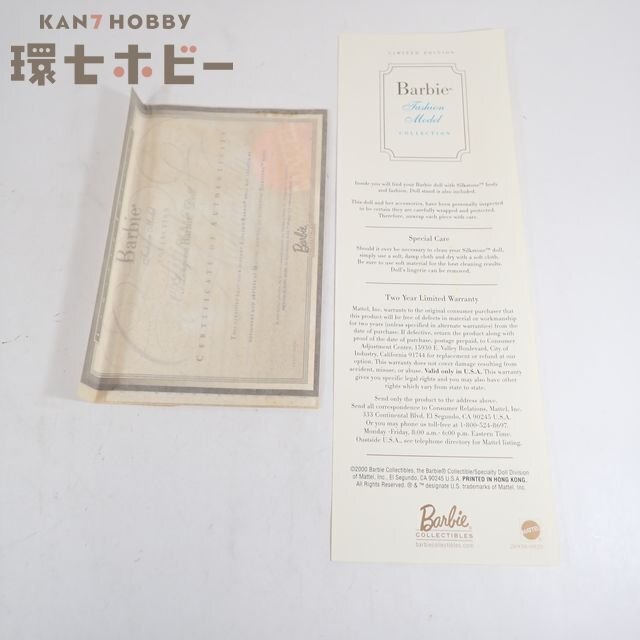 KAN7HOBBY
環七ホビー
Barbie
CERTIFICATE OF AUTHENTICITY
Barbie
LIMITED EDITION
Barbie®
Fashion
Model
COLLECTION
Inside you will find your Barbie doll with Silkstone™ body
and fashion. Doll stand is also included.
This doll and her accessories, have been personally inspected
to be certain they are carefully wrapped and protected.
Therefore, unwrap each piece with care.
Special Care
Should it ever be necessary to clean your Silkstone™ doll,
simply use a soft, damp cloth and dry with a soft cloth.
Be sure to use soft material for the best cleaning results.
Doll's lingerie can be removed.
Two Year Limited Warranty
Mattel, Inc. warrants to the original consumer purchaser that
this product will be free of defects in material or workmanship
for two years (unless specified in alternate warranties) from the
date of purchase. If defective, return the product along with
proof of the date of purchase, postage prepaid, to Consumer
Adjustment Center, 15930 E. Valley Boulevard, City of
Industry, California 91744 for replacement or refund at our
option. This warranty does not cover damage resulting from
accident, misuse, or abuse. Valid only in U.S.A. This warranty
gives you specific legal rights and you may also have other
rights which vary from state to state.
Send only the product to the address above.
Send all correspondence to Consumer Relations, Mattel, Inc.
333 Continental Blvd. El Segundo, CA 90245 U.S.A.
Or you may phone us toll-free at 1-800-524-8697.
Monday -Friday, 8:00 a.m.- 6:00 p.m. Eastern Time.
Outside U.S.A., see telephone directory for Mattel listing.
©2000 Barbie Collectibles, the Barbie® Collectible/Specialty Doll Division
of Mattel, Inc., El Segundo, CA 90245 U.S.A. PRINTED IN HONG KONG.
All Rights Reserved. ® & ™ designate U.S. trademarks of Mattel, Inc.
Barbie
COLLECTIBLES
barbiecollectibles.com
MATTEL